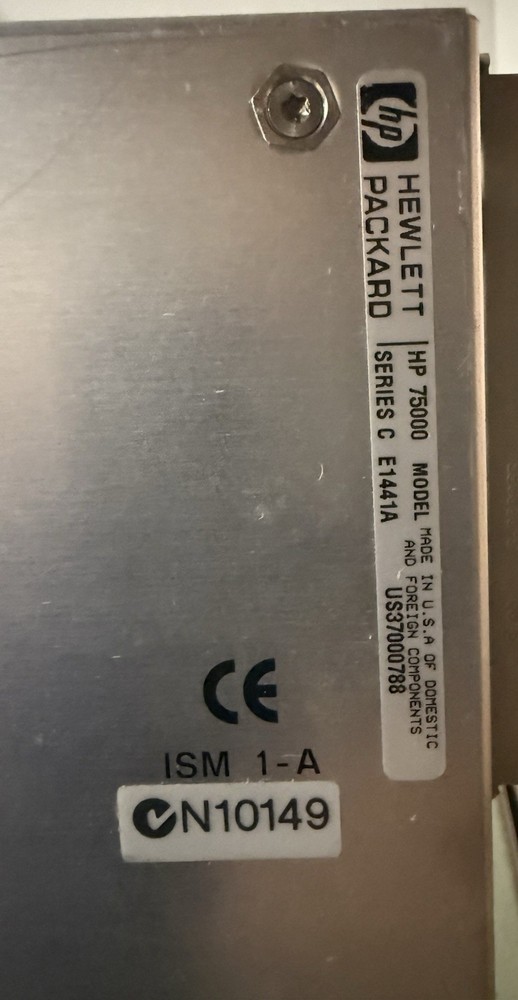 hp
HEWLETT
PACKARD
HP 75000 MODEL
SERIES C E1441A
MADE IN U.S.A OF DOMESTIC
AND FOREIGN COMPONENTS
US37000788
CE
ISM 1-A
N10149